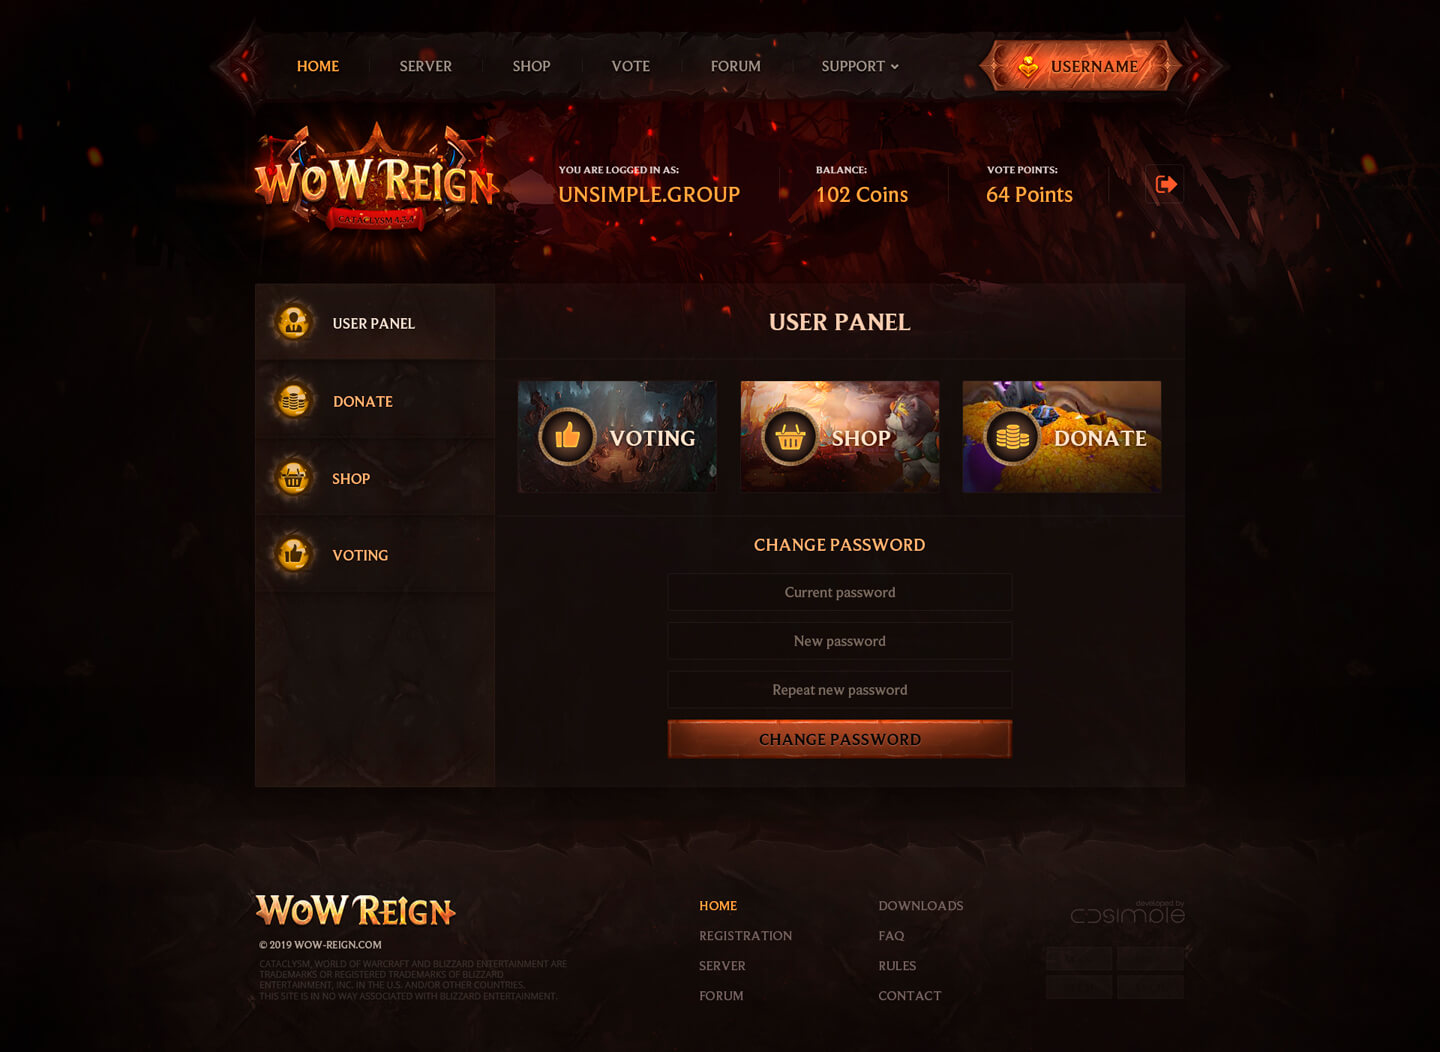 HOME
SERVER
SHOP
VOTE
FORUM
SUPPORT
USERNAME
WOW REIGN
CATACLYSM 4.3.4
YOU ARE LOGGED IN AS:
UNSIMPLE.GROUP
BALANCE:
102 Coins
VOTE POINTS:
64 Points
USER PANEL
DONATE
SHOP
VOTING
USER PANEL
VOTING
SHOP
DONATE
CHANGE PASSWORD
Current password
New password
Repeat new password
CHANGE PASSWORD
WOW REIGN
© 2019 WOW-REIGN.COM
CATACLYSM, WORLD OF WARCRAFT AND BLIZZARD ENTERTAINMENT ARE
TRADEMARKS OR REGISTERED TRADEMARKS OF BLIZZARD
ENTERTAINMENT, INC. IN THE U.S. AND/OR OTHER COUNTRIES.
THIS SITE IS IN NO WAY ASSOCIATED WITH BLIZZARD ENTERTAINMENT.
HOME
REGISTRATION
SERVER
FORUM
DOWNLOADS
FAQ
RULES
CONTACT
developed by
unsimple